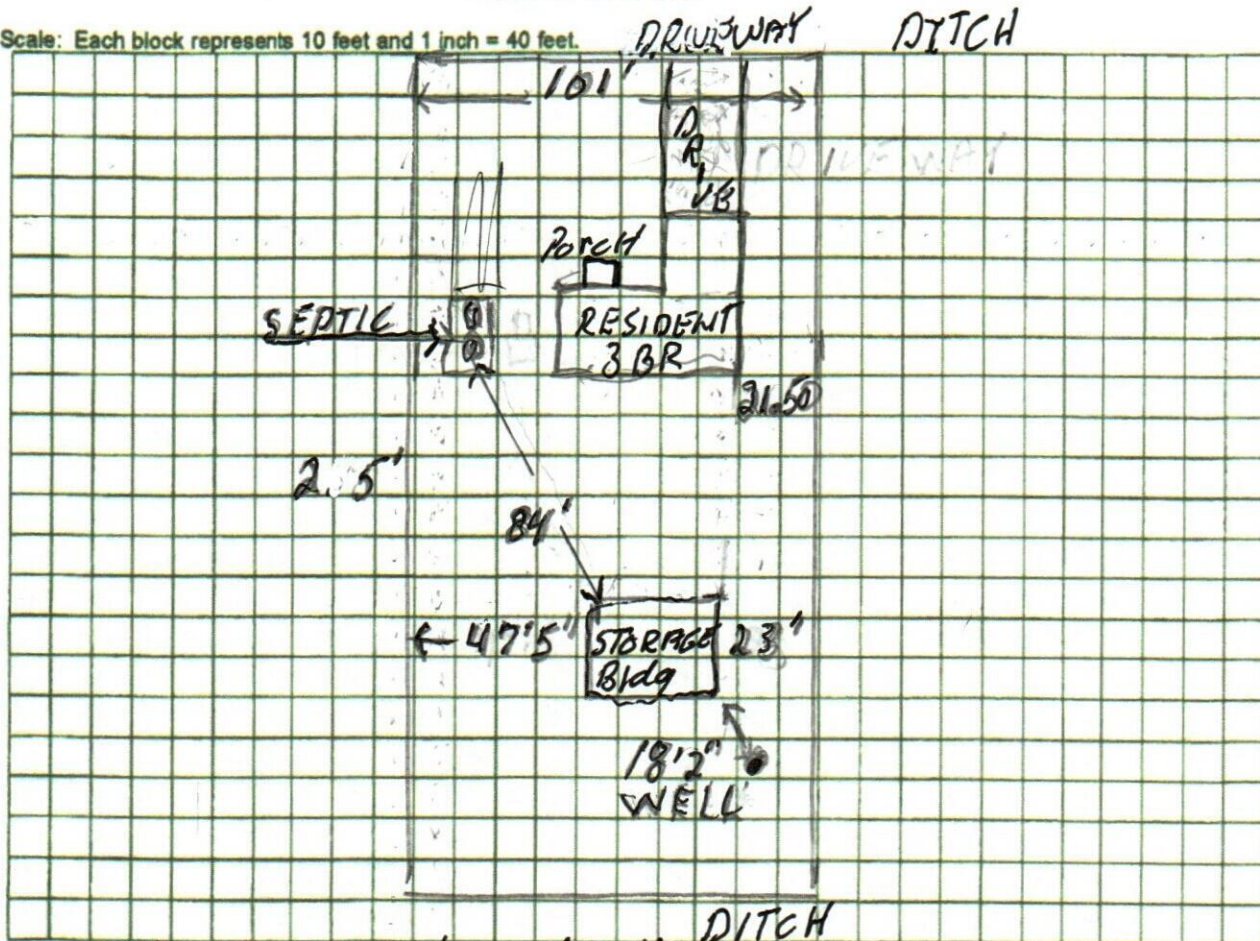 Scale: Each block represents 10 feet and 1 inch = 40 feet.
DRIVEWAY
DITCH
101'
DRIVE
DRIVEWAY
PORCH
SEPTIC
RESIDENT
3 BR
21.50
84'
47'5"
STORAGE
Bldg
23'
18'2"
WELL
DITCH